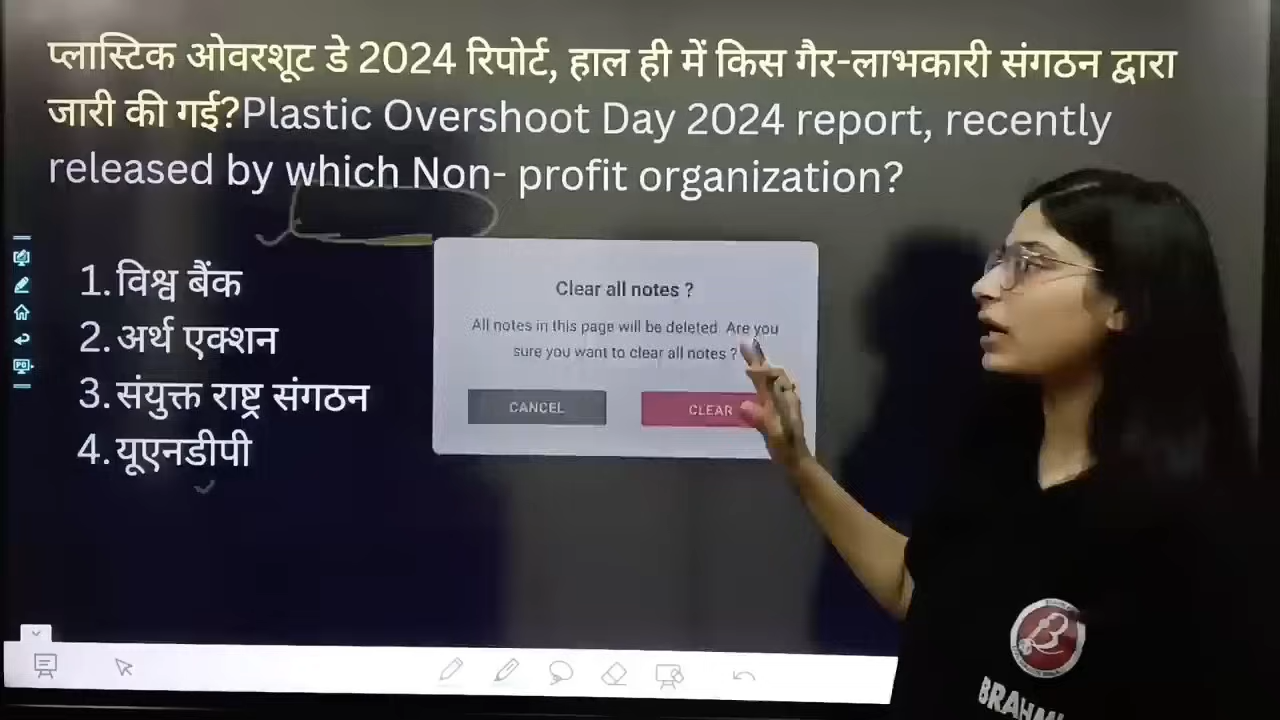 प्लास्टिक ओवरशूट डे 2024 रिपोर्ट, हाल ही में किस गैर-लाभकारी संगठन द्वारा
जारी की गई?Plastic Overshoot Day 2024 report, recently
released by which Non- profit organization?
1. विश्व बैंक
2. अर्थ एक्शन
3. संयुक्त राष्ट्र संगठन
4. यूएनडीपी
Clear all notes ?
All notes in this page will be deleted. Are you
sure you want to clear all notes ?
CANCEL
CLEAR